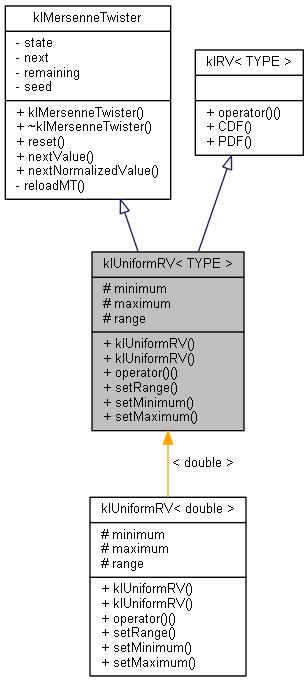 klMersenneTwister
- state
- next
- remaining
- seed
+ klMersenneTwister()
+ ~klMersenneTwister()
+ reset()
+ nextValue()
+ nextNormalizedValue()
- reloadMT()
klRV< TYPE >
+ operator()()
+ CDF()
+ PDF()
klUniformRV< TYPE >
# minimum
# maximum
# range
+ klUniformRV()
+ klUniformRV()
+ operator()()
+ setRange()
+ setMinimum()
+ setMaximum()
< double >
klUniformRV< double >
# minimum
# maximum
# range
+ klUniformRV()
+ klUniformRV()
+ operator()()
+ setRange()
+ setMinimum()
+ setMaximum()